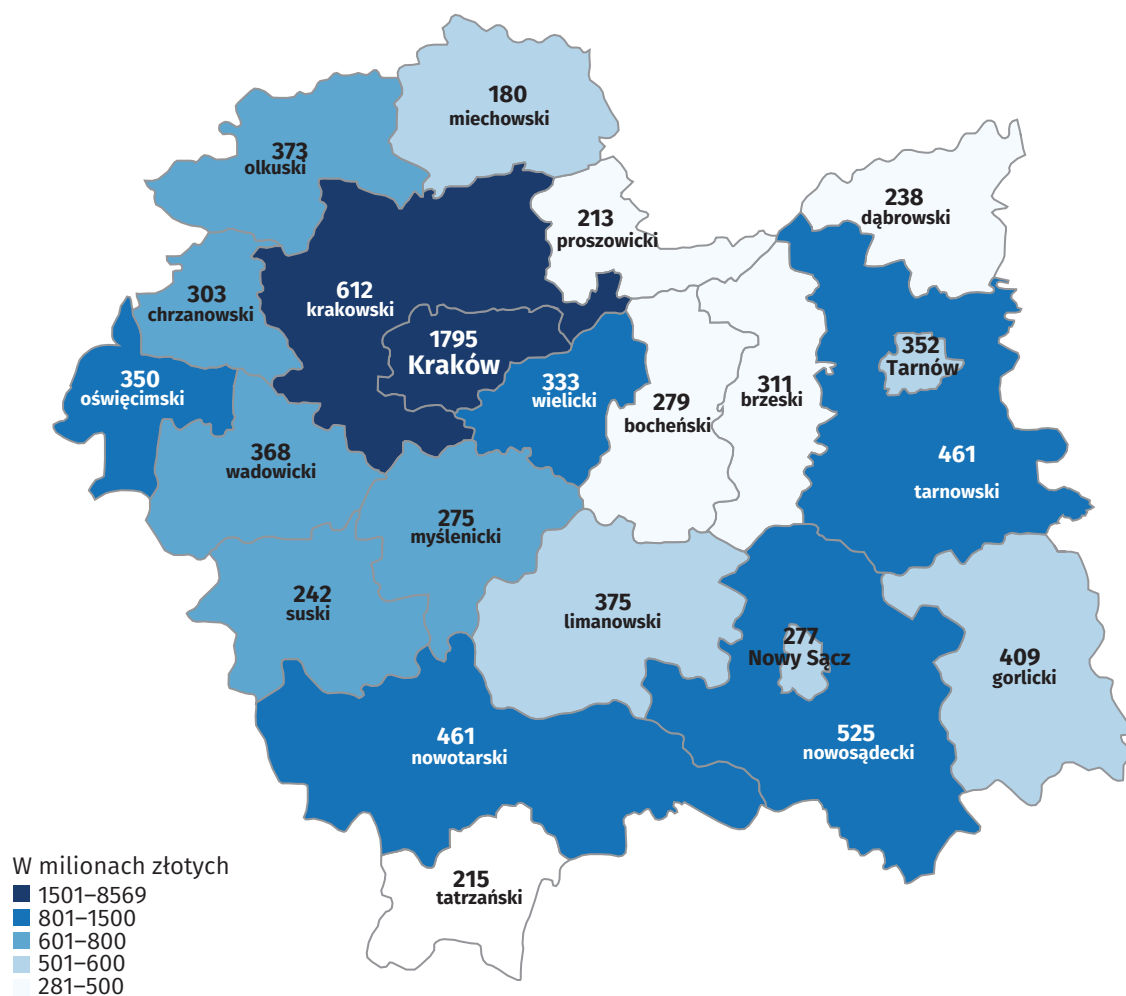 180
miechowski
373
olkuski
238
dąbrowski
213
proszowicki
303
chrzanowski
612
krakowski
1795
Kraków
352
Tarnów
350
oświęcimski
333
wielicki
311
brzeski
279
bocheński
368
wadowicki
461
tarnowski
275
myślenicki
242
suski
375
limanowski
277
Nowy Sącz
409
gorlicki
461
nowotarski
525
nowosądecki
215
tatrzański
W milionach złotych
1501–8569
801–1500
601–800
501–600
281–500